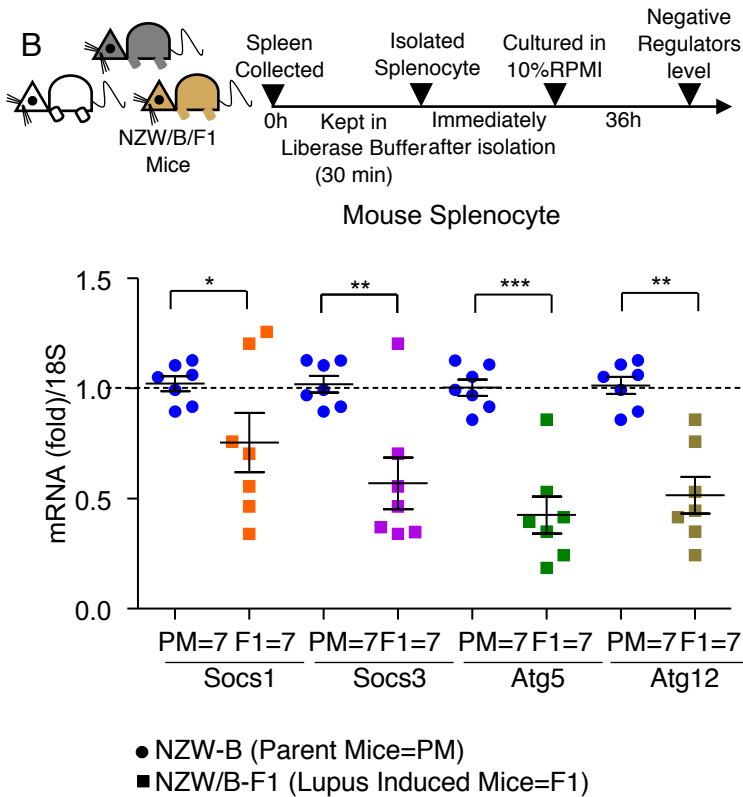 B
Spleen
Collected
Isolated
Splenocyte
Cultured in
10%RPMI
Negative
Regulators
level
NZW/B/F1
Mice
0h
Kept in
Liberase Buffer
(30 min)
Immediately
after isolation
36h
Mouse Splenocyte
mRNA (fold)/18S
1.5
1.0
0.5
0.0
* ** *** **
PM=7 F1=7 PM=7 F1=7 PM=7 F1=7 PM=7 F1=7
Socs1 Socs3 Atg5 Atg12
NZW-B (Parent Mice=PM)
NZW/B-F1 (Lupus Induced Mice=F1)